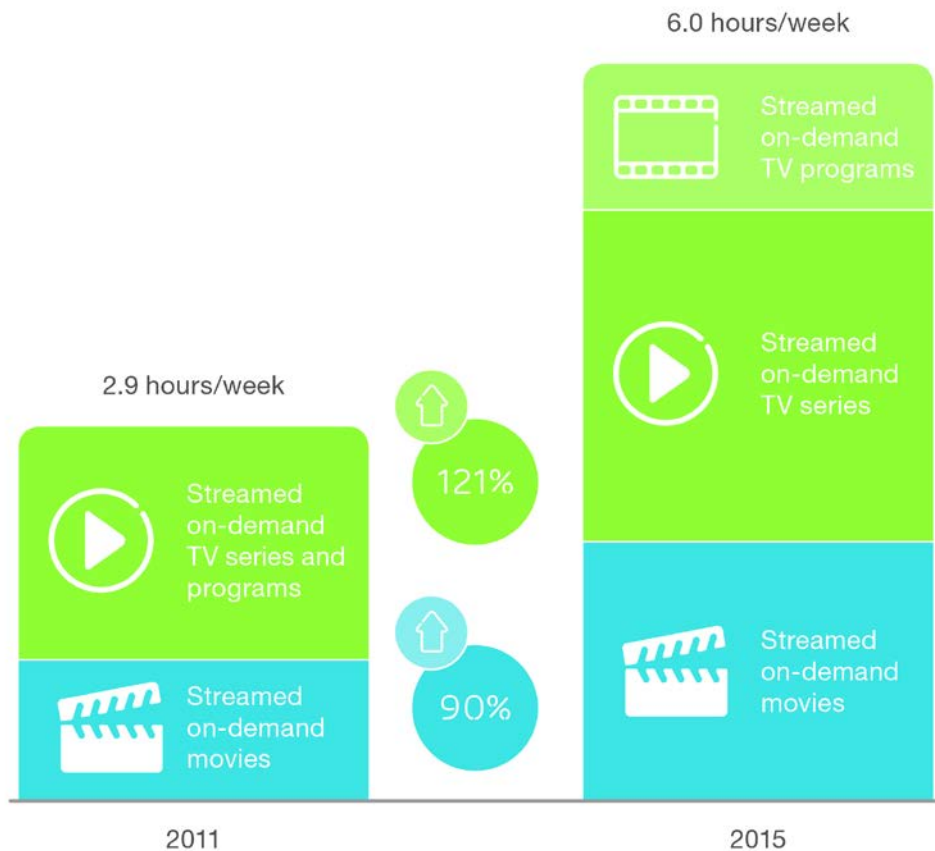 6.0 hours/week
Streamed
on-demand
TV programs
Streamed
on-demand
TV series
2.9 hours/week
121%
Streamed
on-demand
TV series and
programs
90%
Streamed
on-demand
movies
Streamed
on-demand
movies
2011
2015